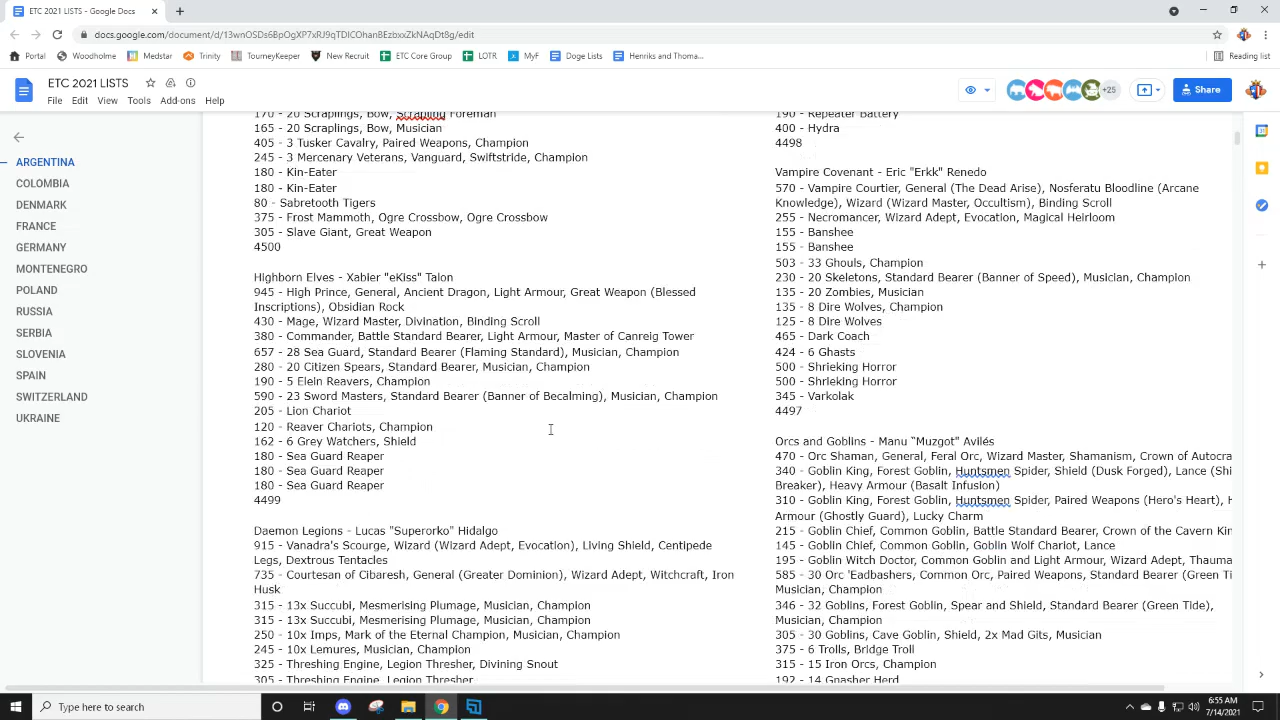 ETC 2021 LISTS - Google Docs
docs.google.com/document/d/13wnOSDs6BpOgXP7xRJ9qTDICOhan8EzbxxZkNAqDt8g/edit
Portal Woodholme Medstar Trinity TourneyKeeper New Recruit ETC Core Group LOTR MyF Doge Lists Henriks and Thoma... Reading list
ETC 2021 LISTS
File Edit View Tools Add-ons Help
+25
Share
ARGENTINA
COLOMBIA
DENMARK
FRANCE
GERMANY
MONTENEGRO
POLAND
RUSSIA
SERBIA
SLOVENIA
SPAIN
SWITZERLAND
UKRAINE
170 - 20 Scraplings, Bow, Scrapling Foreman
165 - 20 Scraplings, Bow, Musician
405 - 3 Tusker Cavalry, Paired Weapons, Champion
245 - 3 Mercenary Veterans, Vanguard, Swiftstride, Champion
180 - Kin-Eater
180 - Kin-Eater
80 - Sabretooth Tigers
375 - Frost Mammoth, Ogre Crossbow, Ogre Crossbow
305 - Slave Giant, Great Weapon
4500
Highborn Elves - Xabier "eKiss" Talon
945 - High Prince, General, Ancient Dragon, Light Armour, Great Weapon (Blessed
Inscriptions), Obsidian Rock
430 - Mage, Wizard Master, Divination, Binding Scroll
380 - Commander, Battle Standard Bearer, Light Armour, Master of Canreig Tower
657 - 28 Sea Guard, Standard Bearer (Flaming Standard), Musician, Champion
280 - 20 Citizen Spears, Standard Bearer, Musician, Champion
190 - 5 Elein Reavers, Champion
590 - 23 Sword Masters, Standard Bearer (Banner of Becalming), Musician, Champion
205 - Lion Chariot
120 - Reaver Chariots, Champion
162 - 6 Grey Watchers, Shield
180 - Sea Guard Reaper
180 - Sea Guard Reaper
180 - Sea Guard Reaper
4499
Daemon Legions - Lucas "Superorko" Hidalgo
915 - Vanadra's Scourge, Wizard (Wizard Adept, Evocation), Living Shield, Centipede
Legs, Dextrous Tentacles
735 - Courtesan of Cibaresh, General (Greater Dominion), Wizard Adept, Witchcraft, Iron
Husk
315 - 13x Succubi, Mesmerising Plumage, Musician, Champion
315 - 13x Succubi, Mesmerising Plumage, Musician, Champion
250 - 10x Imps, Mark of the Eternal Champion, Musician, Champion
245 - 10x Lemures, Musician, Champion
325 - Threshing Engine, Legion Thresher, Divining Snout
305 - Threshing Engine, Legion Thresher
190 - Repeater Battery
400 - Hydra
4498
Vampire Covenant - Eric "Erkk" Renedo
570 - Vampire Courtier, General (The Dead Arise), Nosferatu Bloodline (Arcane
Knowledge), Wizard (Wizard Master, Occultism), Binding Scroll
255 - Necromancer, Wizard Adept, Evocation, Magical Heirloom
155 - Banshee
155 - Banshee
503 - 33 Ghouls, Champion
230 - 20 Skeletons, Standard Bearer (Banner of Speed), Musician, Champion
135 - 20 Zombies, Musician
135 - 8 Dire Wolves, Champion
125 - 8 Dire Wolves
465 - Dark Coach
424 - 6 Ghasts
500 - Shrieking Horror
500 - Shrieking Horror
345 - Varkolak
4497
Orcs and Goblins - Manu “Muzgot” Avilés
470 - Orc Shaman, General, Feral Orc, Wizard Master, Shamanism, Crown of Autocra
340 - Goblin King, Forest Goblin, Huntsmen Spider, Shield (Dusk Forged), Lance (Shi
Breaker), Heavy Armour (Basalt Infusion)
310 - Goblin King, Forest Goblin, Huntsmen Spider, Paired Weapons (Hero's Heart), H
Armour (Ghostly Guard), Lucky Charm
215 - Goblin Chief, Common Goblin, Battle Standard Bearer, Crown of the Cavern Kin
145 - Goblin Chief, Common Goblin, Goblin Wolf Chariot, Lance
195 - Goblin Witch Doctor, Common Goblin and Light Armour, Wizard Adept, Thauma
585 - 30 Orc 'Eadbashers, Common Orc, Paired Weapons, Standard Bearer (Green Ti
Musician, Champion
346 - 32 Goblins, Forest Goblin, Spear and Shield, Standard Bearer (Green Tide),
Musician, Champion
305 - 30 Goblins, Cave Goblin, Shield, 2x Mad Gits, Musician
375 - 6 Trolls, Bridge Troll
315 - 15 Iron Orcs, Champion
192 - 14 Gnasher Herd
Type here to search
6:55 AM
7/14/2021